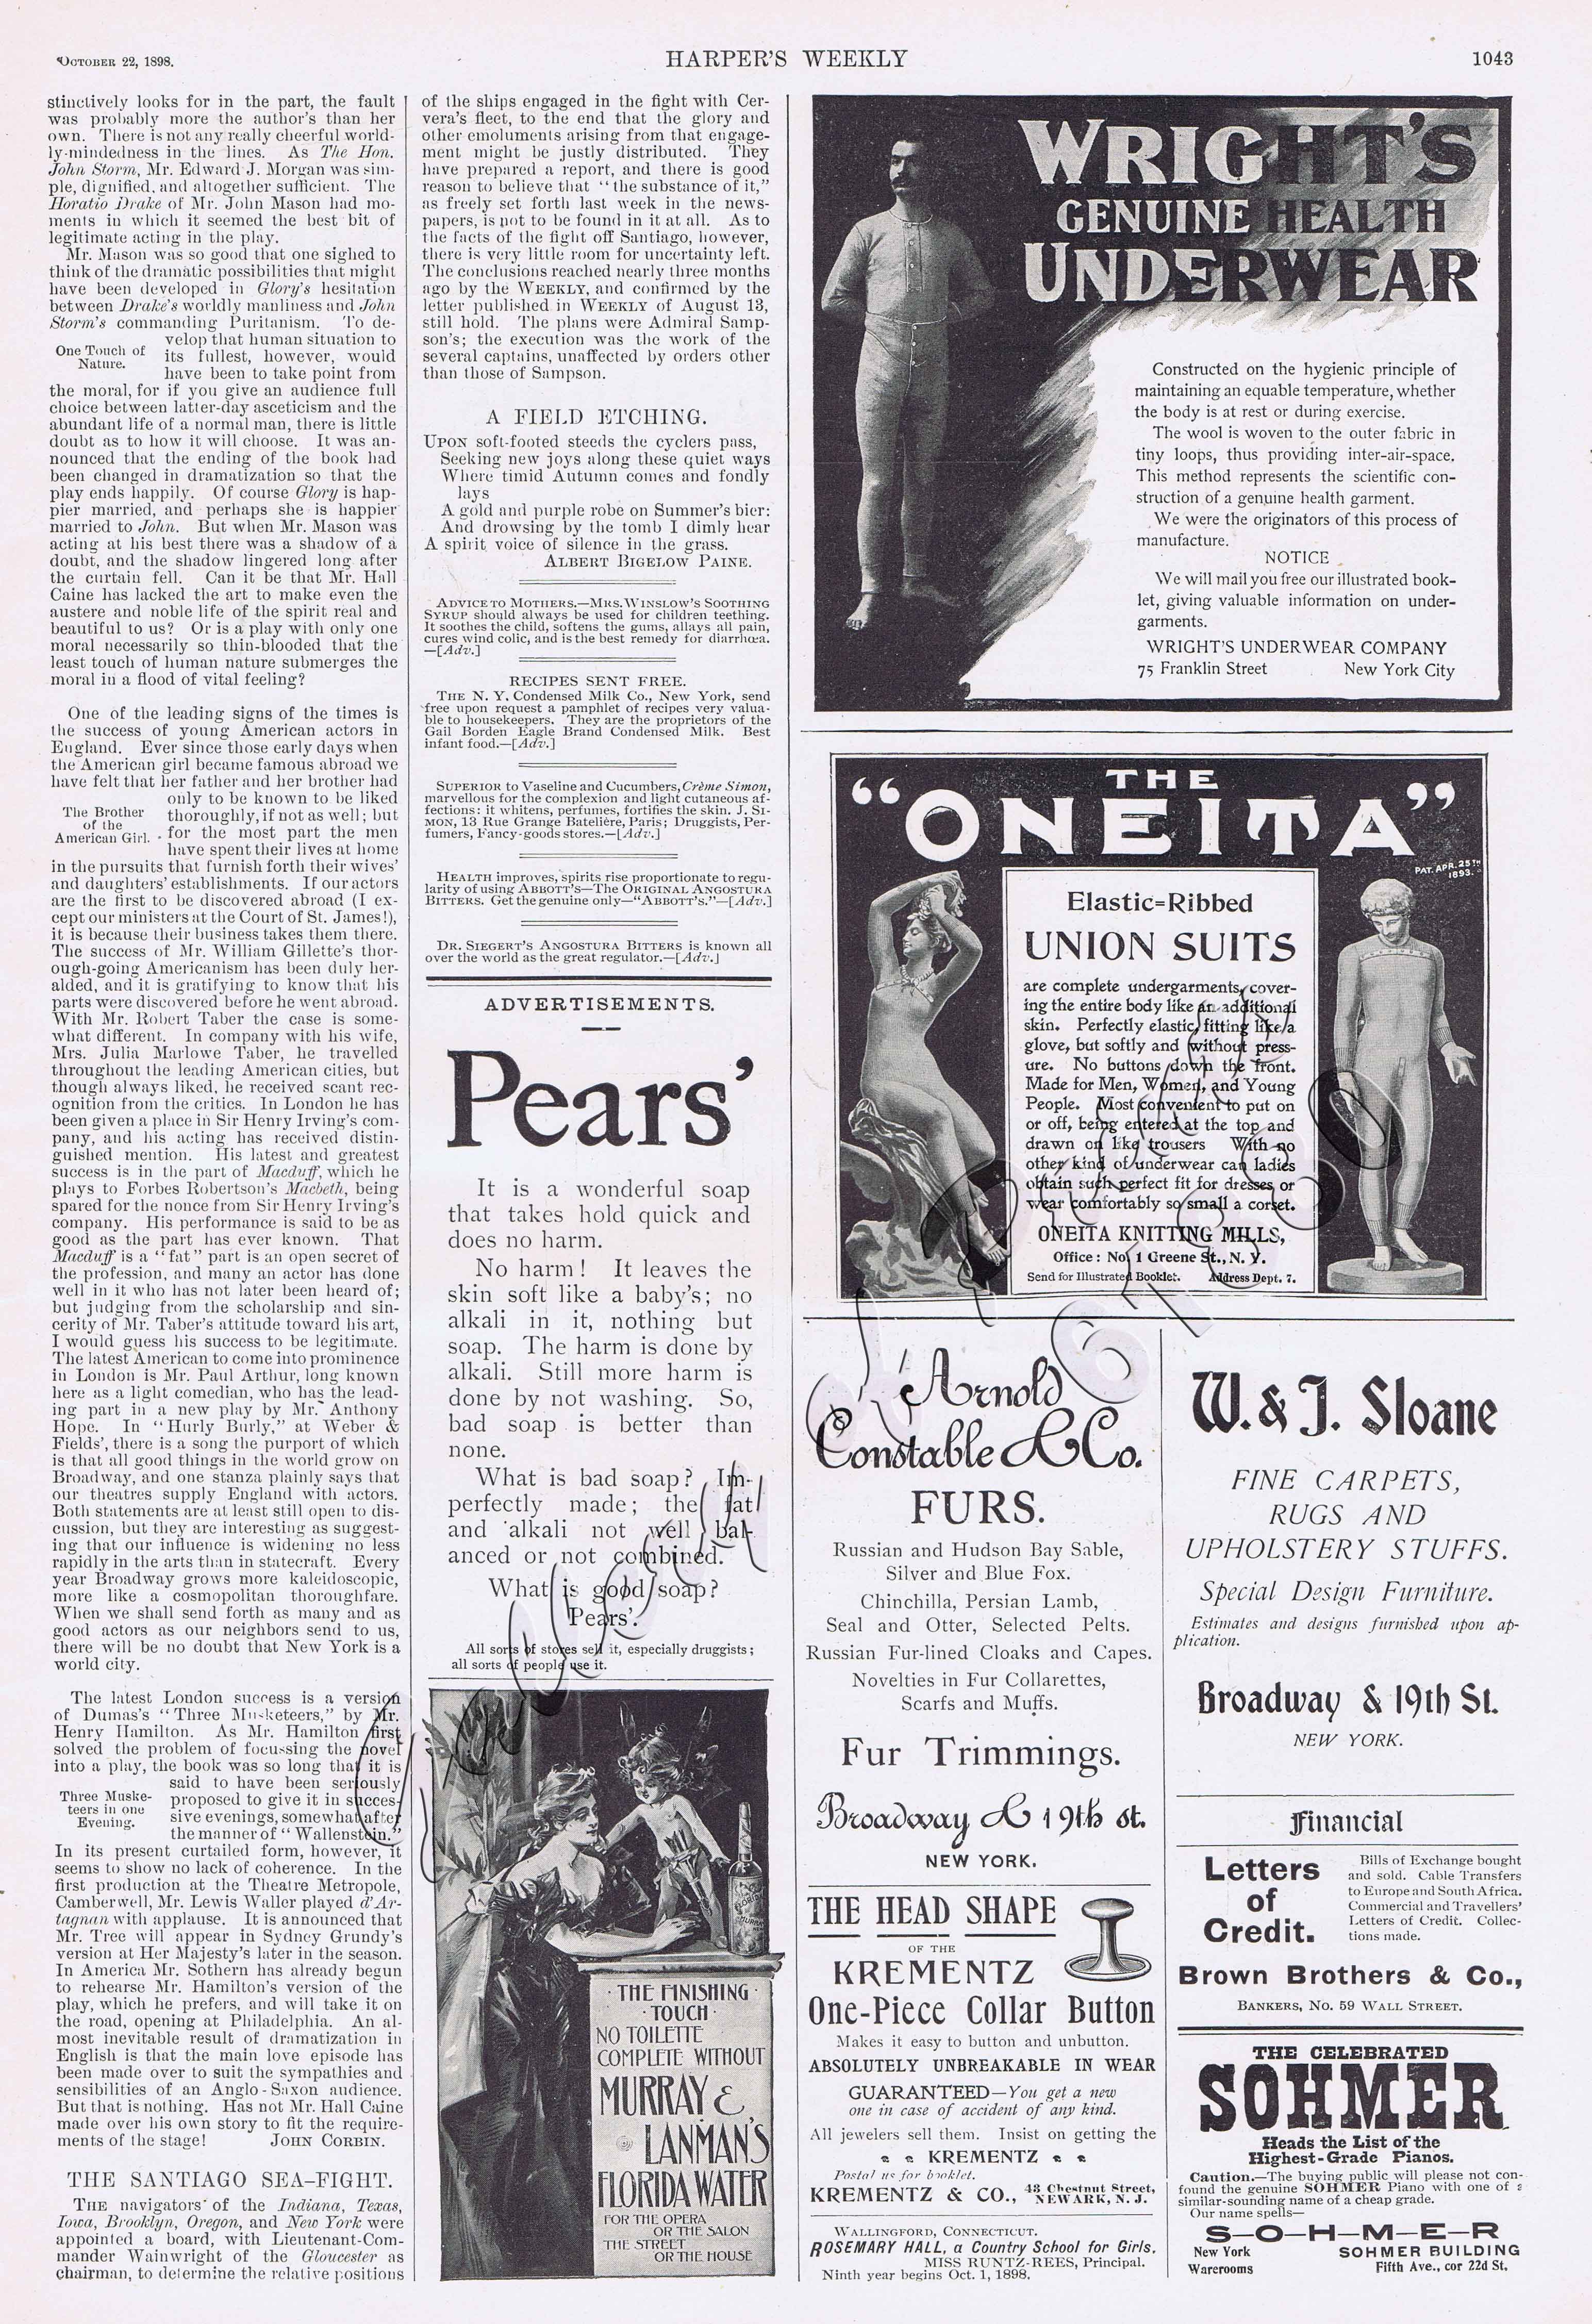 OCTOBER 22, 1898.
HARPER'S WEEKLY
1043
stinctively looks for in the part, the fault
was probably more the author's than her
own. There is not any really cheerful world-
ly-mindedness in the lines. As The Hon.
John Storm, Mr. Edward J. Morgan was sim-
ple, dignified, and altogether sufficient. The
Horatio Drake of Mr. John Mason had mo-
ments in which it seemed the best bit of
legitimate acting in the play.
Mr. Mason was so good that one sighed to
think of the dramatic possibilities that might
have been developed in Glory's hesitation
between Drake's worldly manliness and John
Storm's commanding Puritanism. To de-
velop that human situation to
One Touch of
Nature.
its fullest, however, would
have been to take point from
the moral, for if you give an audience full
choice between latter-day asceticism and the
abundant life of a normal man, there is little
doubt as to how it will choose. It was an-
nounced that the ending of the book had
been changed in dramatization so that the
play ends happily. Of course Glory is hap-
pier married, and perhaps she is happier
married to John. But when Mr. Mason was
acting at his best there was a shadow of a
doubt, and the shadow lingered long after
the curtain fell. Can it be that Mr. Hall
Caine has lacked the art to make even the
austere and noble life of the spirit real and
beautiful to us? Or is a play with only one
moral necessarily so thin-blooded that the
least touch of human nature submerges the
moral in a flood of vital feeling?
One of the leading signs of the times is
the success of young American actors in
England. Ever since those early days when
the American girl became famous abroad we
have felt that her father and her brother had
only to be known to be liked
The Brother
of the
American Girl.
thoroughly, if not as well; but
for the most part the men
have spent their lives at home
in the pursuits that furnish forth their wives'
and daughters' establishments. If our actors
are the first to be discovered abroad (I ex-
cept our ministers at the Court of St. James!),
it is because their business takes them there.
The success of Mr. William Gillette's thor-
ough-going Americanism has been duly her-
alded, and it is gratifying to know that his
parts were discovered before he went abroad.
With Mr. Robert Taber the case is some-
what different. In company with his wife,
Mrs. Julia Marlowe Taber, he travelled
throughout the leading American cities, but
though always liked, he received scant rec-
ognition from the critics. In London he has
been given a place in Sir Henry Irving's com-
pany, and his acting has received distin-
guished mention. His latest and greatest
success is in the part of Macduff, which he
plays to Forbes Robertson's Macbeth, being
spared for the nonce from Sir Henry Irving's
company. His performance is said to be as
good as the part has ever known. That
Macduff is a "fat" part is an open secret of
the profession, and many an actor has done
well in it who has not later been heard of;
but judging from the scholarship and sin-
cerity of Mr. Taber's attitude toward his art,
I would guess his success to be legitimate.
The latest American to come into prominence
in London is Mr. Paul Arthur, long known
here as a light comedian, who has the lead-
ing part in a new play by Mr. Anthony
Hope. In "Hurly Burly," at Weber &
Fields', there is a song the purport of which
is that all good things in the world grow on
Broadway, and one stanza plainly says that
our theatres supply England with actors.
Both statements are at least still open to dis-
cussion, but they are interesting as suggest-
ing that our influence is widening no less
rapidly in the arts than in statecraft. Every
year Broadway grows more kaleidoscopic,
more like a cosmopolitan thoroughfare.
When we shall send forth as many and as
good actors as our neighbors send to us,
there will be no doubt that New York is a
world city.
The latest London success is a version
of Dumas's "Three Musketeers," by Mr.
Henry Hamilton. As Mr. Hamilton first
solved the problem of focussing the novel
into a play, the book was so long that it is
said to have been seriously
Three Muske-
teers in one
Evening.
proposed to give it in succes-
sive evenings, somewhat after
the manner of "Wallenstein."
In its present curtailed form, however, it
seems to show no lack of coherence. In the
first production at the Theatre Metropole,
Camberwell, Mr. Lewis Waller played d'Ar-
tagnan with applause. It is announced that
Mr. Tree will appear in Sydney Grundy's
version at Her Majesty's later in the season.
In America Mr. Sothern has already begun
to rehearse Mr. Hamilton's version of the
play, which he prefers, and will take it on
the road, opening at Philadelphia. An al-
most inevitable result of dramatization in
English is that the main love episode has
been made over to suit the sympathies and
sensibilities of an Anglo-Saxon audience.
But that is nothing. Has not Mr. Hall Caine
made over his own story to fit the require-
ments of the stage! JOHN CORBIN.
THE SANTIAGO SEA-FIGHT.
THE navigators of the Indiana, Texas,
Iowa, Brooklyn, Oregon, and New York were
appointed a board, with Lieutenant-Com-
mander Wainwright of the Gloucester as
chairman, to determine the relative positions
of the ships engaged in the fight with Cer-
vera's fleet, to the end that the glory and
other emoluments arising from that engage-
ment might be justly distributed. They
have prepared a report, and there is good
reason to believe that "the substance of it,"
as freely set forth last week in the news-
papers, is not to be found in it at all. As to
the facts of the fight off Santiago, however,
there is very little room for uncertainty left.
The conclusions reached nearly three months
ago by the WEEKLY, and confirmed by the
letter published in WEEKLY of August 13,
still hold. The plans were Admiral Samp-
son's; the execution was the work of the
several captains, unaffected by orders other
than those of Sampson.
A FIELD ETCHING.
UPON soft-footed steeds the cyclers pass,
Seeking new joys along these quiet ways
Where timid Autumn comes and fondly
lays
A gold and purple robe on Summer's bier:
And drowsing by the tomb I dimly hear
A spirit voice of silence in the grass.
ALBERT BIGELOW PAINE.
ADVICE TO MOTHERS.—MRS. WINSLOW'S SOOTHING
SYRUP should always be used for children teething.
It soothes the child, softens the gums, allays all pain,
cures wind colic, and is the best remedy for diarrhœa.
—[Adv.]
RECIPES SENT FREE.
THE N. Y. Condensed Milk Co., New York, send
free upon request a pamphlet of recipes very valua-
ble to housekeepers. They are the proprietors of the
Gail Borden Eagle Brand Condensed Milk. Best
infant food.—[Adv.]
SUPERIOR to Vaseline and Cucumbers, Crème Simon,
marvellous for the complexion and light cutaneous af-
fections: it whitens, perfumes, fortifies the skin. J. SI-
MON, 13 Rue Grange Batelière, Paris; Druggists, Per-
fumers, Fancy-goods stores.—[Adv.]
HEALTH improves, spirits rise proportionate to regu-
larity of using ABBOTT'S—THE ORIGINAL ANGOSTURA
BITTERS. Get the genuine only—"ABBOTT'S."—[Adv.]
DR. SIEGERT'S ANGOSTURA BITTERS is known all
over the world as the great regulator.—[Adv.]
ADVERTISEMENTS.
Pears'
It is a wonderful soap
that takes hold quick and
does no harm.
No harm! It leaves the
skin soft like a baby's; no
alkali in it, nothing but
soap. The harm is done by
alkali. Still more harm is
done by not washing. So,
bad soap is better than
none.
What is bad soap? Im-
perfectly made; the fat
and alkali not well bal-
anced or not combined.
What is good soap?
Pears'.
All sorts of stores sell it, especially druggists;
all sorts of people use it.
· THE FINISHING ·
· TOUCH ·
NO TOILETTE
COMPLETE WITHOUT
MURRAY &
LANMAN'S
FLORIDA WATER
FOR THE OPERA
OR THE SALON
THE STREET
OR THE HOUSE
WRIGHT'S
GENUINE HEALTH
UNDERWEAR
Constructed on the hygienic principle of
maintaining an equable temperature, whether
the body is at rest or during exercise.
The wool is woven to the outer fabric in
tiny loops, thus providing inter-air-space.
This method represents the scientific con-
struction of a genuine health garment.
We were the originators of this process of
manufacture.
NOTICE
We will mail you free our illustrated book-
let, giving valuable information on under-
garments.
WRIGHT'S UNDERWEAR COMPANY
75 Franklin Street New York City
THE
"ONEITA"
PAT. APR. 25TH
1893.
Elastic=Ribbed
UNION SUITS
are complete undergarments, cover-
ing the entire body like an additional
skin. Perfectly elastic, fitting like a
glove, but softly and without press-
ure. No buttons down the front.
Made for Men, Women, and Young
People. Most convenient to put on
or off, being entered at the top and
drawn on like trousers With no
other kind of underwear can ladies
obtain such perfect fit for dresses or
wear comfortably so small a corset.
ONEITA KNITTING MILLS,
Office: No. 1 Greene St., N. Y.
Send for Illustrated Booklet. Address Dept. 7.
Arnold
Constable & Co.
FURS.
Russian and Hudson Bay Sable,
Silver and Blue Fox.
Chinchilla, Persian Lamb,
Seal and Otter, Selected Pelts.
Russian Fur-lined Cloaks and Capes.
Novelties in Fur Collarettes,
Scarfs and Muffs.
Fur Trimmings.
Broadway & 19th St.
NEW YORK.
THE HEAD SHAPE
OF THE
KREMENTZ
One-Piece Collar Button
Makes it easy to button and unbutton.
ABSOLUTELY UNBREAKABLE IN WEAR
GUARANTEED—You get a new
one in case of accident of any kind.
All jewelers sell them. Insist on getting the
KREMENTZ
Postal us for booklet.
KREMENTZ & CO., 48 Chestnut Street,
NEWARK, N. J.
WALLINGFORD, CONNECTICUT.
ROSEMARY HALL, a Country School for Girls.
MISS RUNTZ-REES, Principal.
Ninth year begins Oct. 1, 1898.
W. & J. Sloane
FINE CARPETS,
RUGS AND
UPHOLSTERY STUFFS.
Special Design Furniture.
Estimates and designs furnished upon ap-
plication.
Broadway & 19th St.
NEW YORK.
Financial
Letters
of
Credit.
Bills of Exchange bought
and sold. Cable Transfers
to Europe and South Africa.
Commercial and Travellers'
Letters of Credit. Collec-
tions made.
Brown Brothers & Co.,
BANKERS, No. 59 WALL STREET.
THE CELEBRATED
SOHMER
Heads the List of the
Highest-Grade Pianos.
Caution.—The buying public will please not con-
found the genuine SOHMER Piano with one of a
similar-sounding name of a cheap grade.
Our name spells—
S—O—H—M—E—R
New York
Warerooms
SOHMER BUILDING
Fifth Ave., cor 22d St.